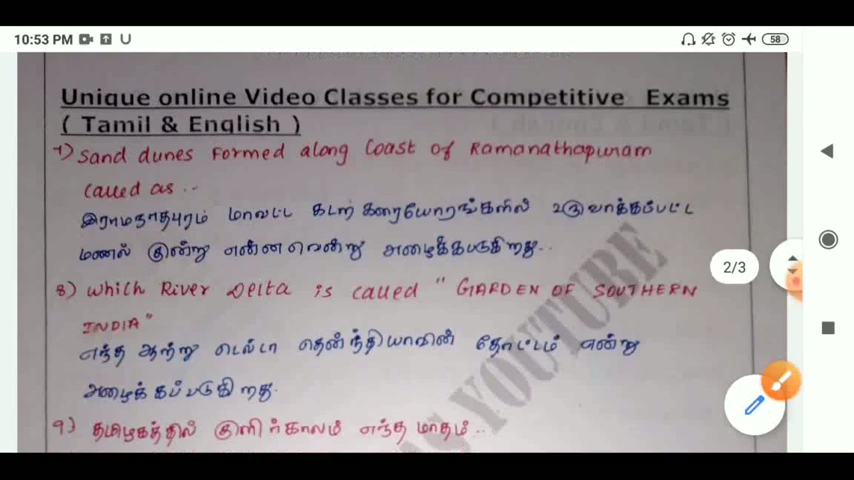 10:53 PM U 58
Unique online Video Classes for Competitive Exams
( Tamil & English )
7) Sand dunes Formed along Coast of Ramanathapuram
Called as ..
இராமநாதபுரம் மாவட்ட கடற்கரையோரங்களில் உருவாக்கப்பட்ட
மணல் குன்று என்னவென்று அழைக்கபடுகிறது..
2/3
8) Which River Delta is called " GARDEN OF SOUTHERN
INDIA"
எந்த ஆற்று டெல்டா தென்ந்தியாவின் தோட்டம் என்று
அழைக்கப்படுகிறது.
9) தமிழகத்தில் குளிர்காலம் எந்த மாதம் ..
AS YOUTUBE